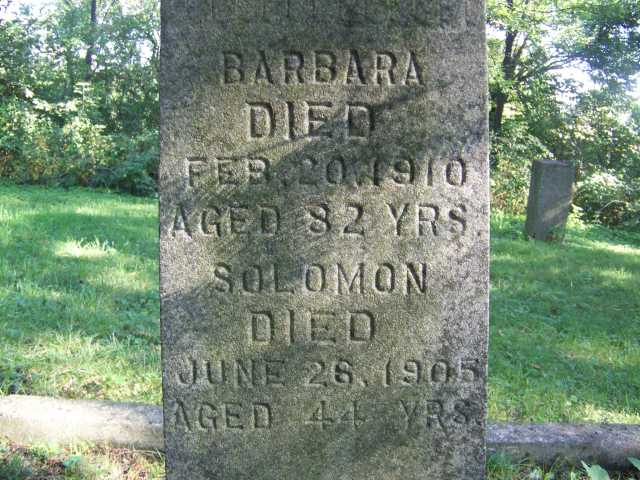 BARBARA
DIED
FEB. 20, 1910
AGED 82 YRS.
SOLOMON
DIED
JUNE 26, 1905
AGED 44 YRS.